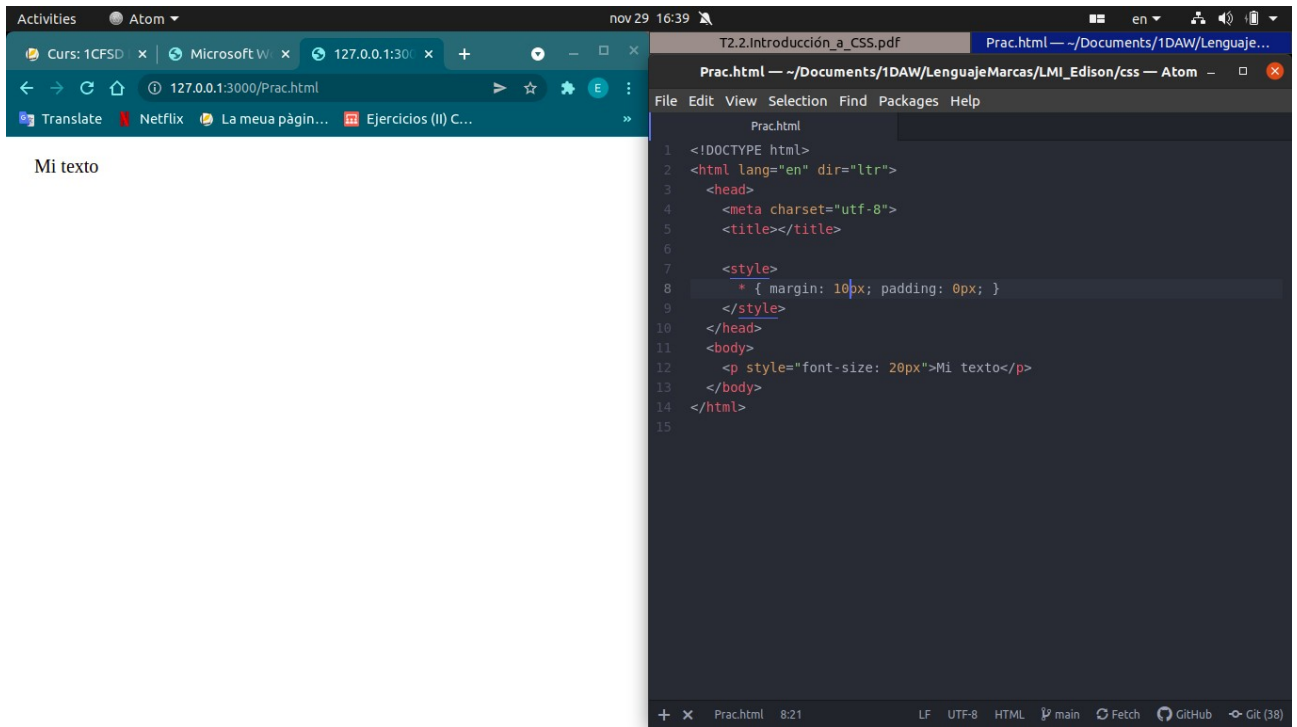 Activities Atom nov 29 16:39 en
Curs: 1CFSD Microsoft W 127.0.0.1:300
127.0.0.1:3000/Prac.html E
Translate Netflix La meua pàgin... Ejercicios (II) C... »
Mi texto
T2.2.Introducción_a_CSS.pdf Prac.html — ~/Documents/1DAW/Lenguaje...
Prac.html — ~/Documents/1DAW/LenguajeMarcas/LMI_Edison/css — Atom
File Edit View Selection Find Packages Help
Prac.html
1 <!DOCTYPE html>
2 <html lang="en" dir="ltr">
3 <head>
4 <meta charset="utf-8">
5 <title></title>
6
7 <style>
8 * { margin: 10px; padding: 0px; }
9 </style>
10 </head>
11 <body>
12 <p style="font-size: 20px">Mi texto</p>
13 </body>
14 </html>
15
Prac.html 8:21 LF UTF-8 HTML main Fetch GitHub Git (38)